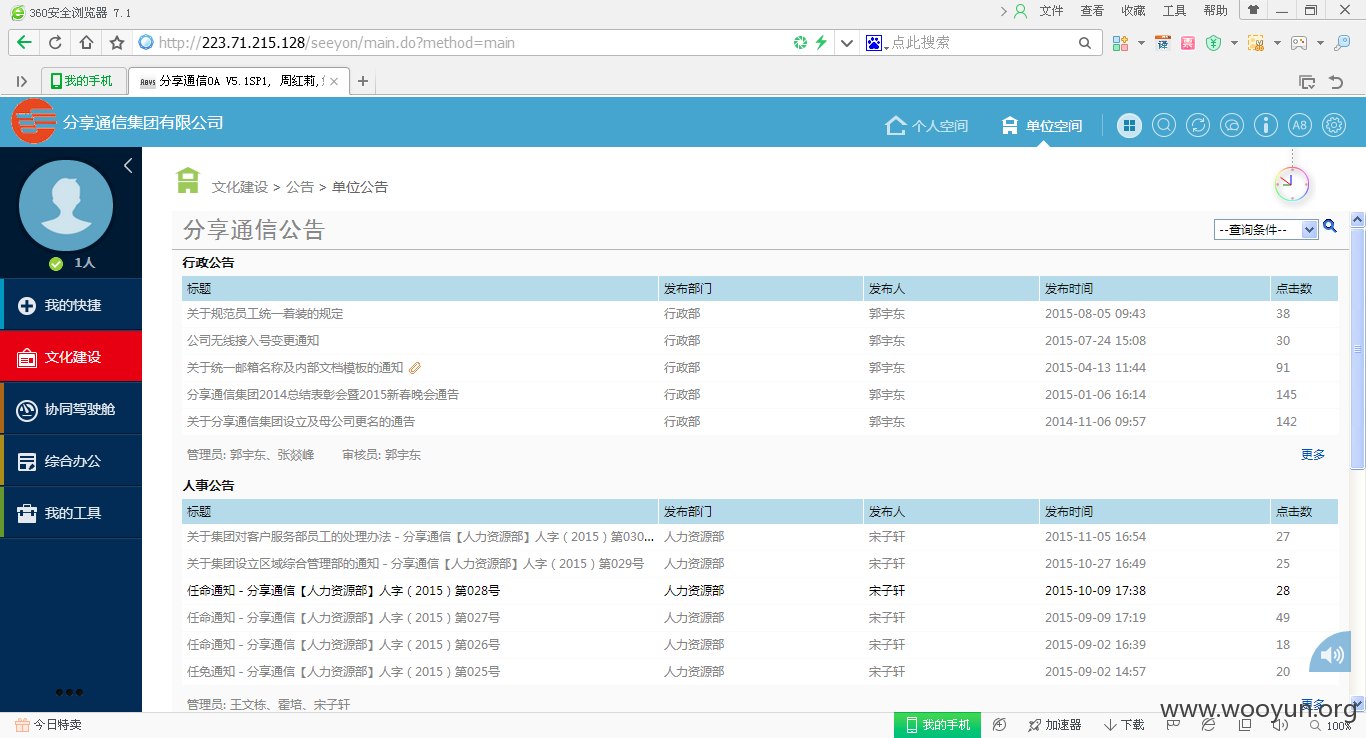 360安全浏览器 7.1 文件 查看 收藏 工具 帮助
http://223.71.215.128/seeyon/main.do?method=main 点此搜索
我的手机 分享通信OA V5.1SP1, 周红莉,
分享通信集团有限公司 个人空间 单位空间 A8
文化建设 > 公告 > 单位公告
1人
我的快捷
文化建设
协同驾驶舱
综合办公
我的工具
分享通信公告 --查询条件--
行政公告
标题 发布部门 发布人 发布时间 点击数
关于规范员工统一着装的规定 行政部 郭宇东 2015-08-05 09:43 38
公司无线接入号变更通知 行政部 郭宇东 2015-07-24 15:08 30
关于统一邮箱名称及内部文档模板的通知 行政部 郭宇东 2015-04-13 11:44 91
分享通信集团2014总结表彰会暨2015新春晚会通告 行政部 郭宇东 2015-01-06 16:14 145
关于分享通信集团设立及母公司更名的通告 行政部 郭宇东 2014-11-06 09:57 142
管理员: 郭宇东、张燚峰 审核员: 郭宇东 更多
人事公告
标题 发布部门 发布人 发布时间 点击数
关于集团对客户服务部员工的处理办法 - 分享通信【人力资源部】人字（2015）第030... 人力资源部 宋子轩 2015-11-05 16:54 27
关于集团设立区域综合管理部的通知 - 分享通信【人力资源部】人字（2015）第029号 人力资源部 宋子轩 2015-10-27 16:49 25
任命通知 - 分享通信【人力资源部】人字（2015）第028号 人力资源部 宋子轩 2015-10-09 17:38 28
任命通知 - 分享通信【人力资源部】人字（2015）第027号 人力资源部 宋子轩 2015-09-09 17:19 49
任命通知 - 分享通信【人力资源部】人字（2015）第026号 人力资源部 宋子轩 2015-09-02 16:39 18
任免通知 - 分享通信【人力资源部】人字（2015）第025号 人力资源部 宋子轩 2015-09-02 14:57 20
管理员: 王文栋、霍培、宋子轩 更多
www.wooyun.org
今日特卖 我的手机 加速器 下载 100%